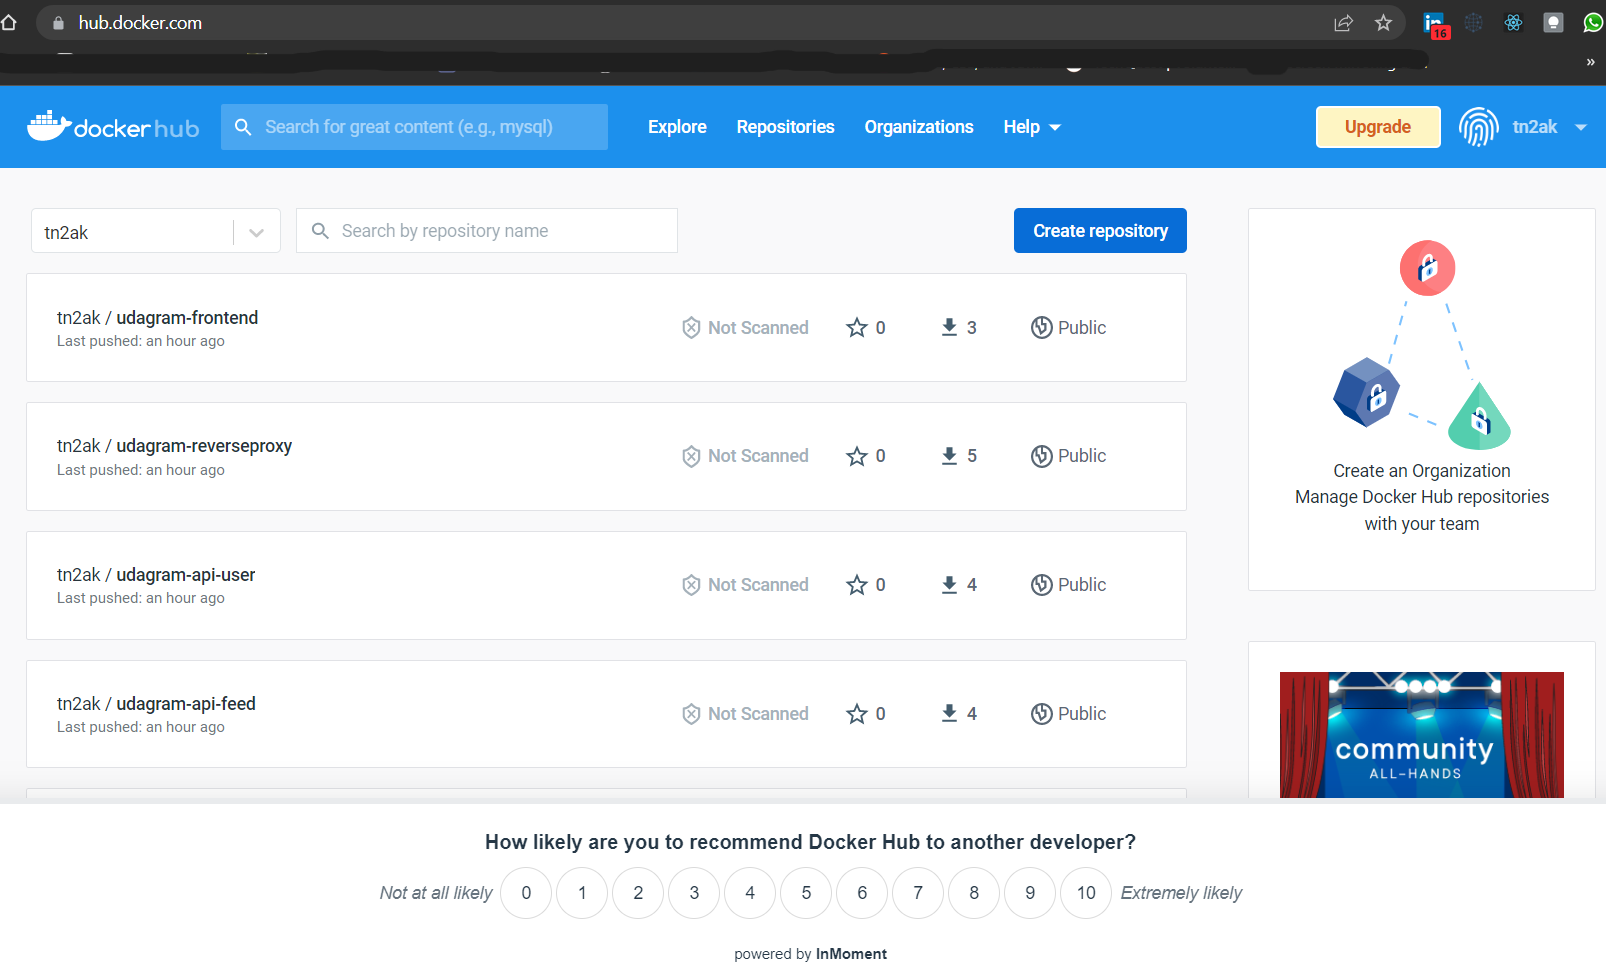 hub.docker.com
16
»
docker hub
Search for great content (e.g., mysql)
Explore
Repositories
Organizations
Help
Upgrade
tn2ak
tn2ak
Search by repository name
Create repository
tn2ak / udagram-frontend
Last pushed: an hour ago
Not Scanned
0
3
Public
tn2ak / udagram-reverseproxy
Last pushed: an hour ago
Not Scanned
0
5
Public
tn2ak / udagram-api-user
Last pushed: an hour ago
Not Scanned
0
4
Public
tn2ak / udagram-api-feed
Last pushed: an hour ago
Not Scanned
0
4
Public
Create an Organization
Manage Docker Hub repositories
with your team
community
ALL-HANDS
How likely are you to recommend Docker Hub to another developer?
Not at all likely 0 1 2 3 4 5 6 7 8 9 10 Extremely likely
powered by InMoment